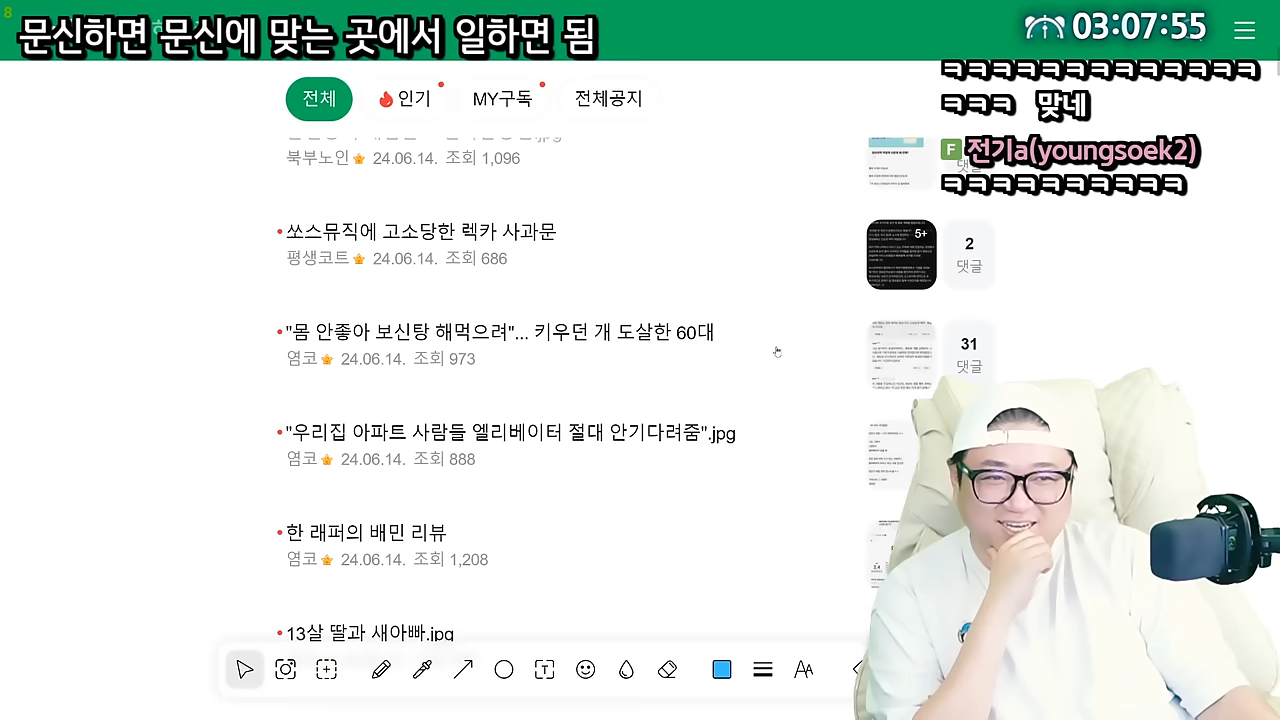 8
문신하면 문신에 맞는 곳에서 일하면 됨
03:07:55
전체
인기
MY구독
전체공지
ㅋㅋㅋㅋㅋㅋㅋㅋㅋㅋㅋㅋㅋ
ㅋㅋㅋ 맞네
F 전기a(youngsoek2)
ㅋㅋㅋㅋㅋㅋㅋㅋㅋㅋ
북부노인 24.06.14. 조회 1,096
쏘스뮤직에 고소당한 렉카 사과문
평생코트 24.06.14. 조회 866
5+
2
댓글
"몸 안좋아 보신탕 해먹으려"... 키우던 개 도살한 60대
염코 24.06.14. 조회 773
31
댓글
"우리집 아파트 사람들 엘리베이터 절대 안기다려줌".jpg
염코 24.06.14. 조회 888
한 래퍼의 배민 리뷰
염코 24.06.14. 조회 1,208
13살 딸과 새아빠.jpg